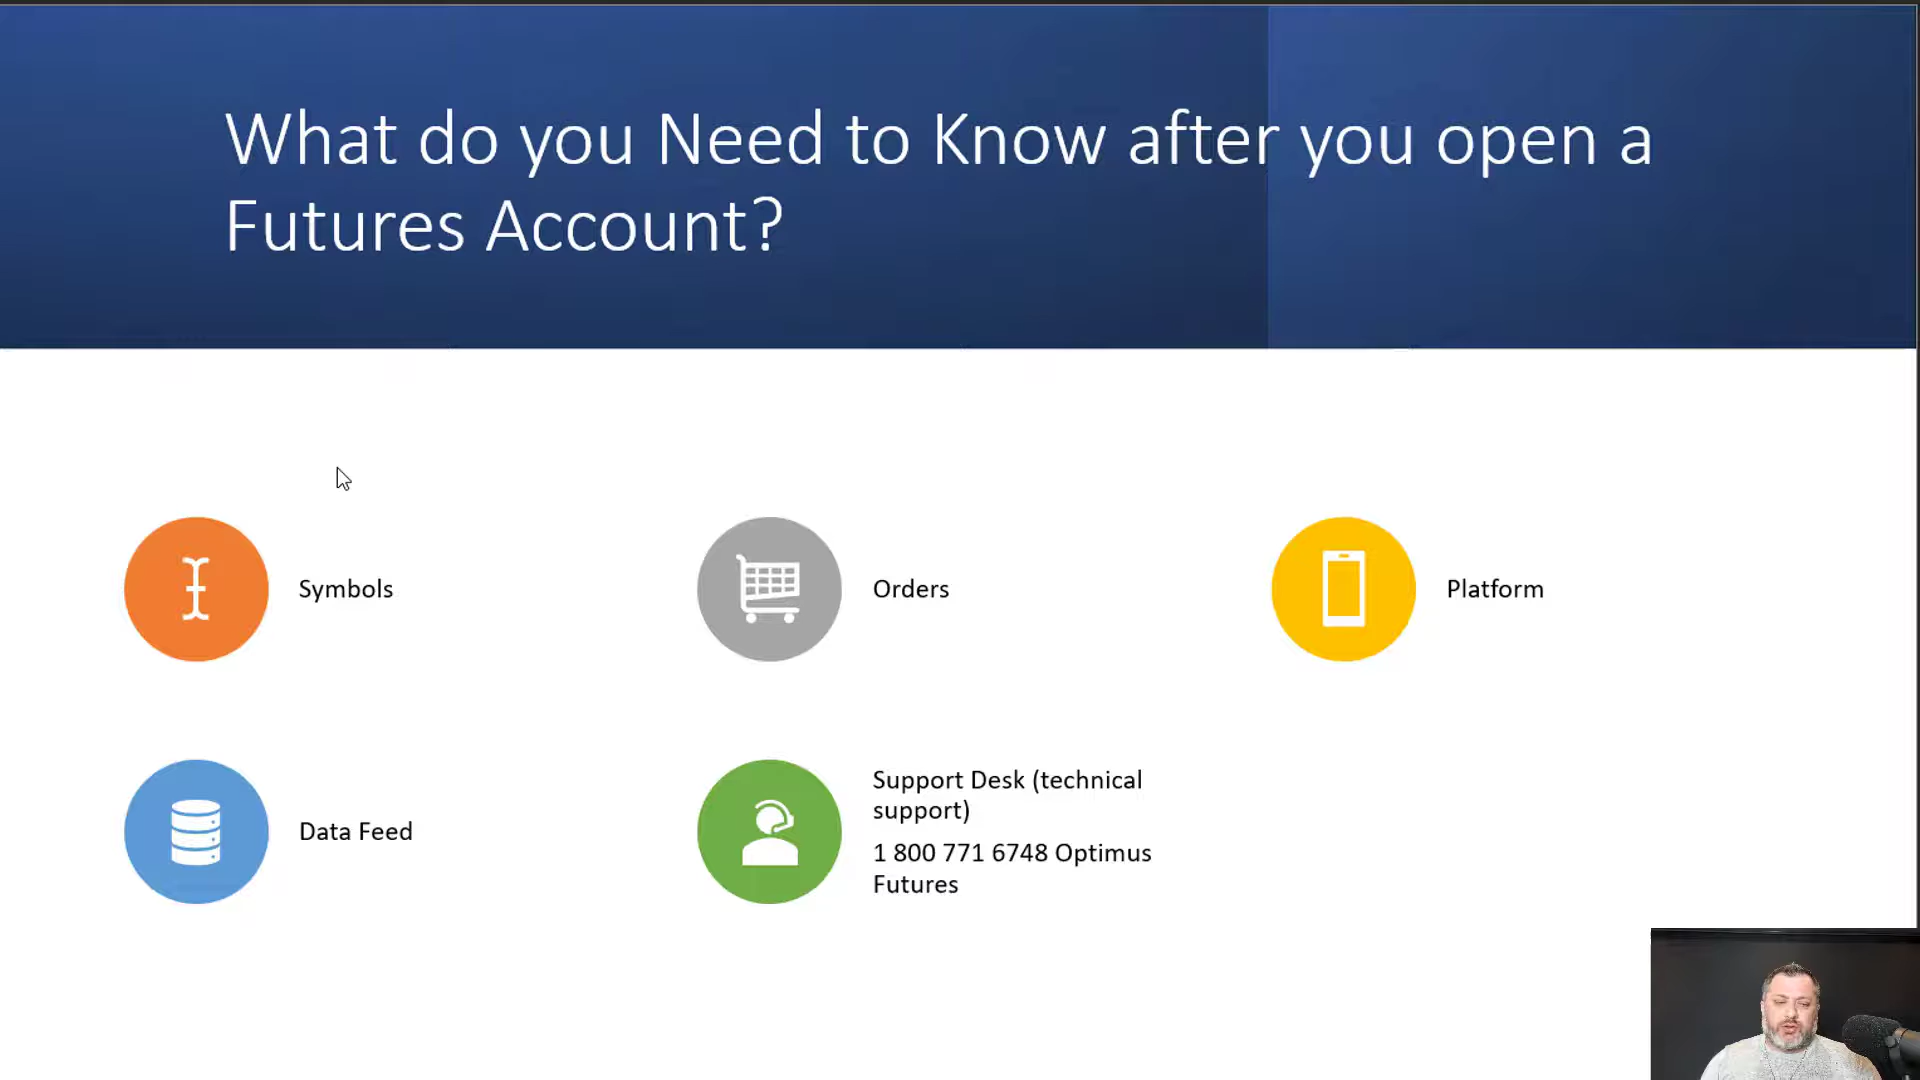 What do you Need to Know after you open a
Futures Account?
Symbols
Orders
Platform
Data Feed
Support Desk (technical
support)
1 800 771 6748 Optimus
Futures